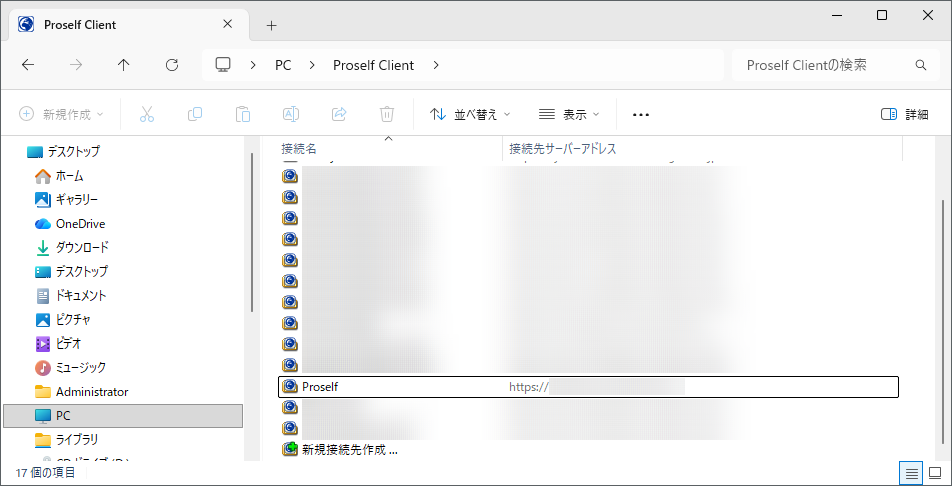 Proself Client
PC Proself Client
Proself Clientの検索
新規作成 並べ替え 表示 ... 詳細
デスクトップ
ホーム
ギャラリー
OneDrive
ダウンロード
デスクトップ
ドキュメント
ピクチャ
ビデオ
ミュージック
Administrator
PC
ライブラリ
接続名 接続先サーバーアドレス
Proself https://
新規接続先作成 ...
17 個の項目